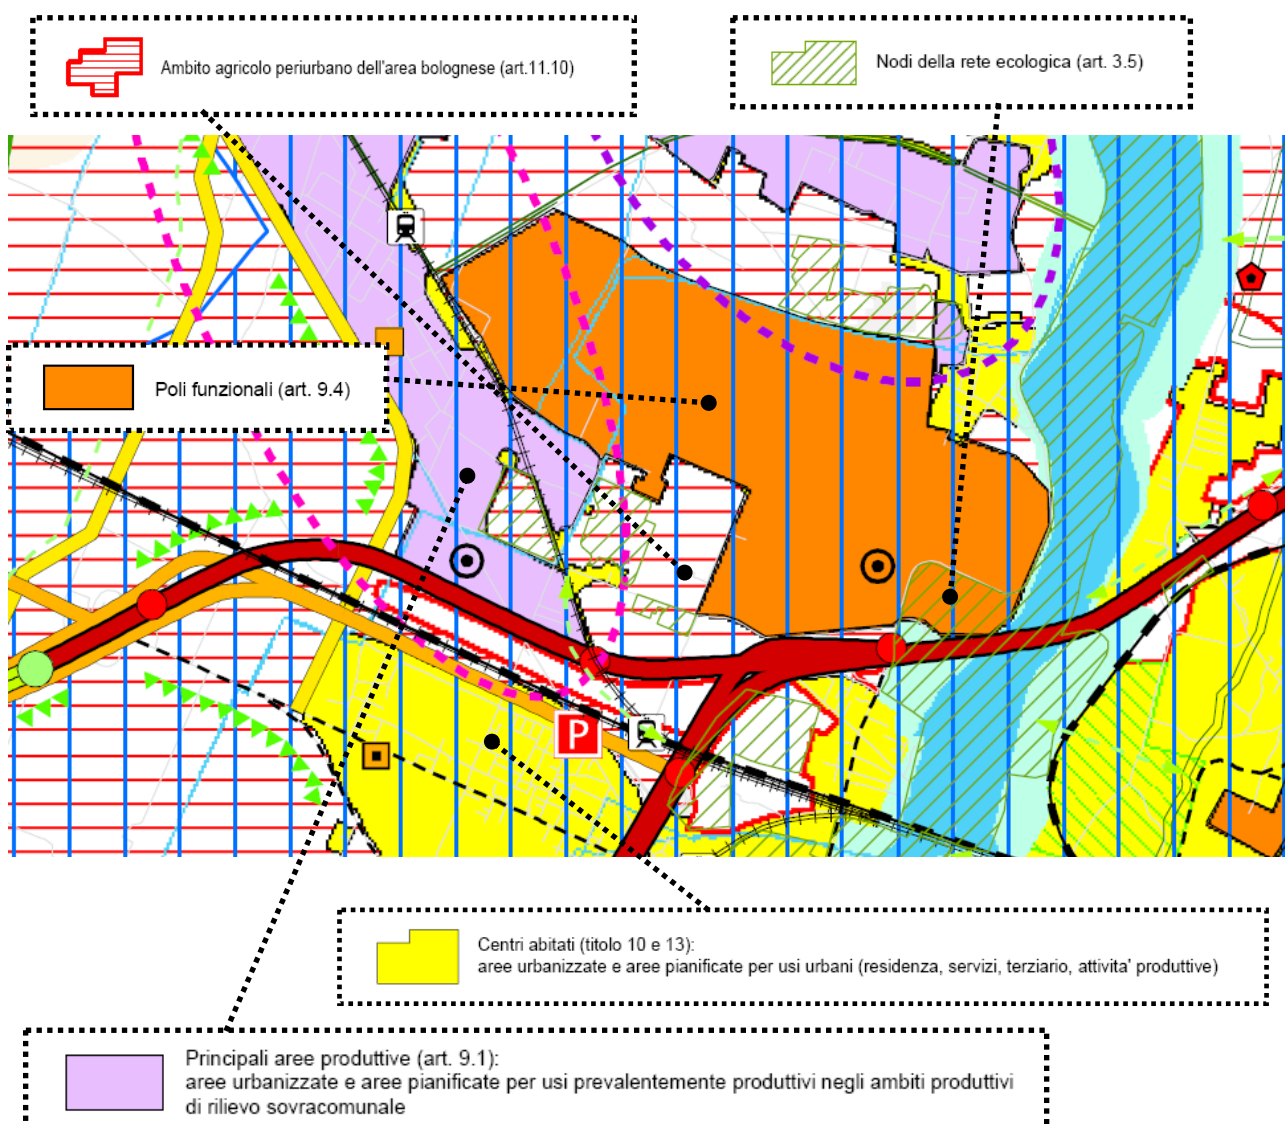 Ambito agricolo periurbano dell'area bolognese (art.11.10)
Nodi della rete ecologica (art. 3.5)
Poli funzionali (art. 9.4)
P
Centri abitati (titolo 10 e 13):
aree urbanizzate e aree pianificate per usi urbani (residenza, servizi, terziario, attivita' produttive)
Principali aree produttive (art. 9.1):
aree urbanizzate e aree pianificate per usi prevalentemente produttivi negli ambiti produttivi
di rilievo sovracomunale